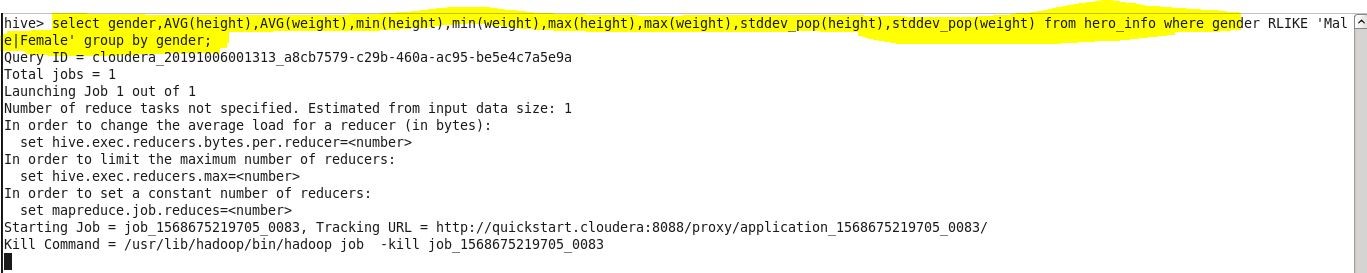 hive> select gender,AVG(height),AVG(weight),min(height),min(weight),max(height),max(weight),stddev_pop(height),stddev_pop(weight) from hero_info where gender RLIKE 'Mal
e|Female' group by gender;
Query ID = cloudera_20191006001313_a8cb7579-c29b-460a-ac95-be5e4c7a5e9a
Total jobs = 1
Launching Job 1 out of 1
Number of reduce tasks not specified. Estimated from input data size: 1
In order to change the average load for a reducer (in bytes):
  set hive.exec.reducers.bytes.per.reducer=<number>
In order to limit the maximum number of reducers:
  set hive.exec.reducers.max=<number>
In order to set a constant number of reducers:
  set mapreduce.job.reduces=<number>
Starting Job = job_1568675219705_0083, Tracking URL = http://quickstart.cloudera:8088/proxy/application_1568675219705_0083/
Kill Command = /usr/lib/hadoop/bin/hadoop job  -kill job_1568675219705_0083